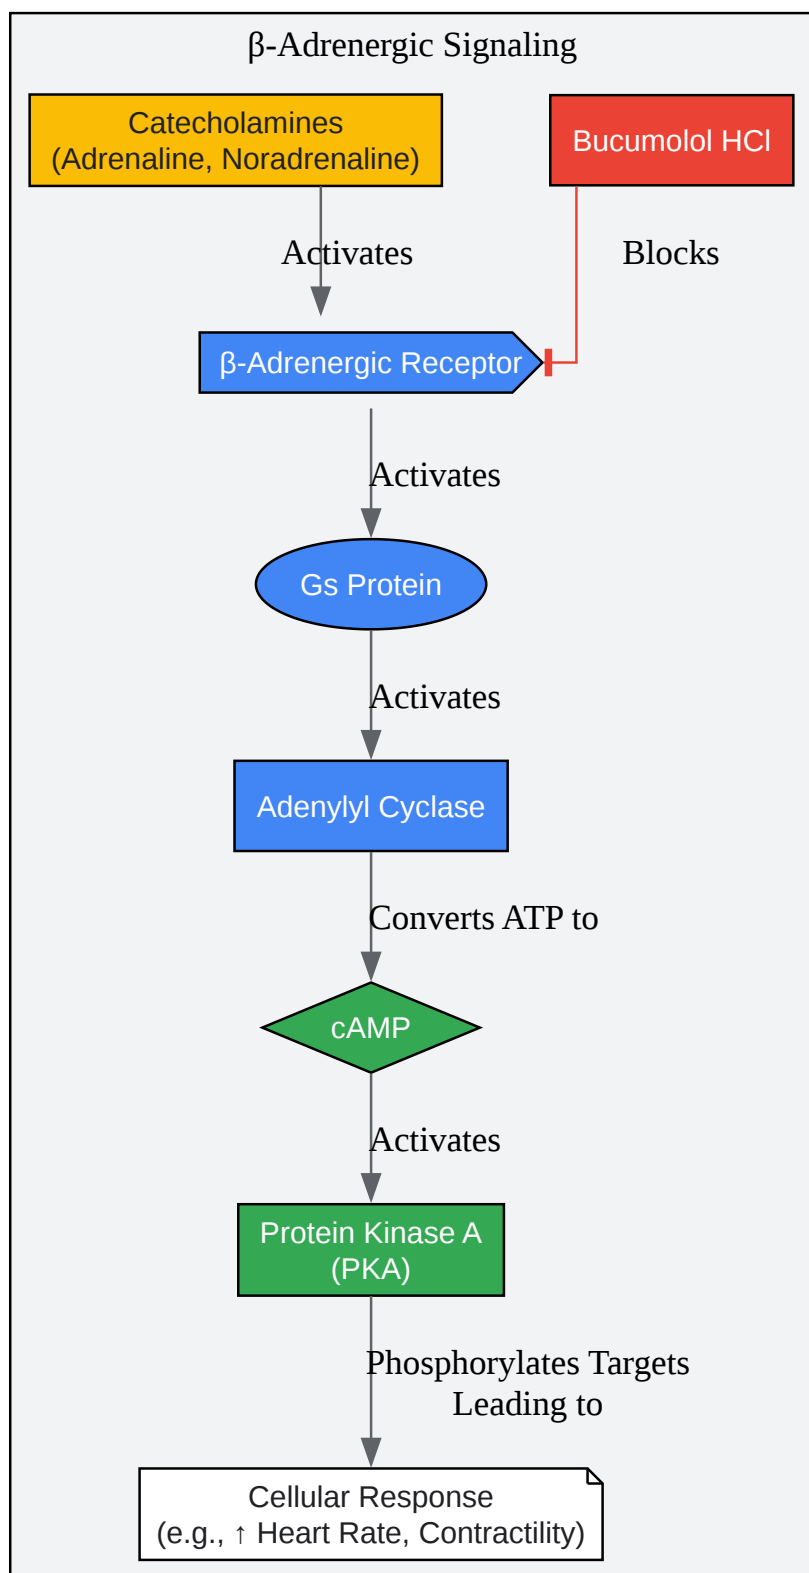 β-Adrenergic Signaling
Catecholamines
(Adrenaline, Noradrenaline)
Bucumolol HCl
Activates
Blocks
β-Adrenergic Receptor
Activates
Gs Protein
Activates
Adenylyl Cyclase
Converts ATP to
cAMP
Activates
Protein Kinase A
(PKA)
Phosphorylates Targets
Leading to
Cellular Response
(e.g., ↑ Heart Rate, Contractility)